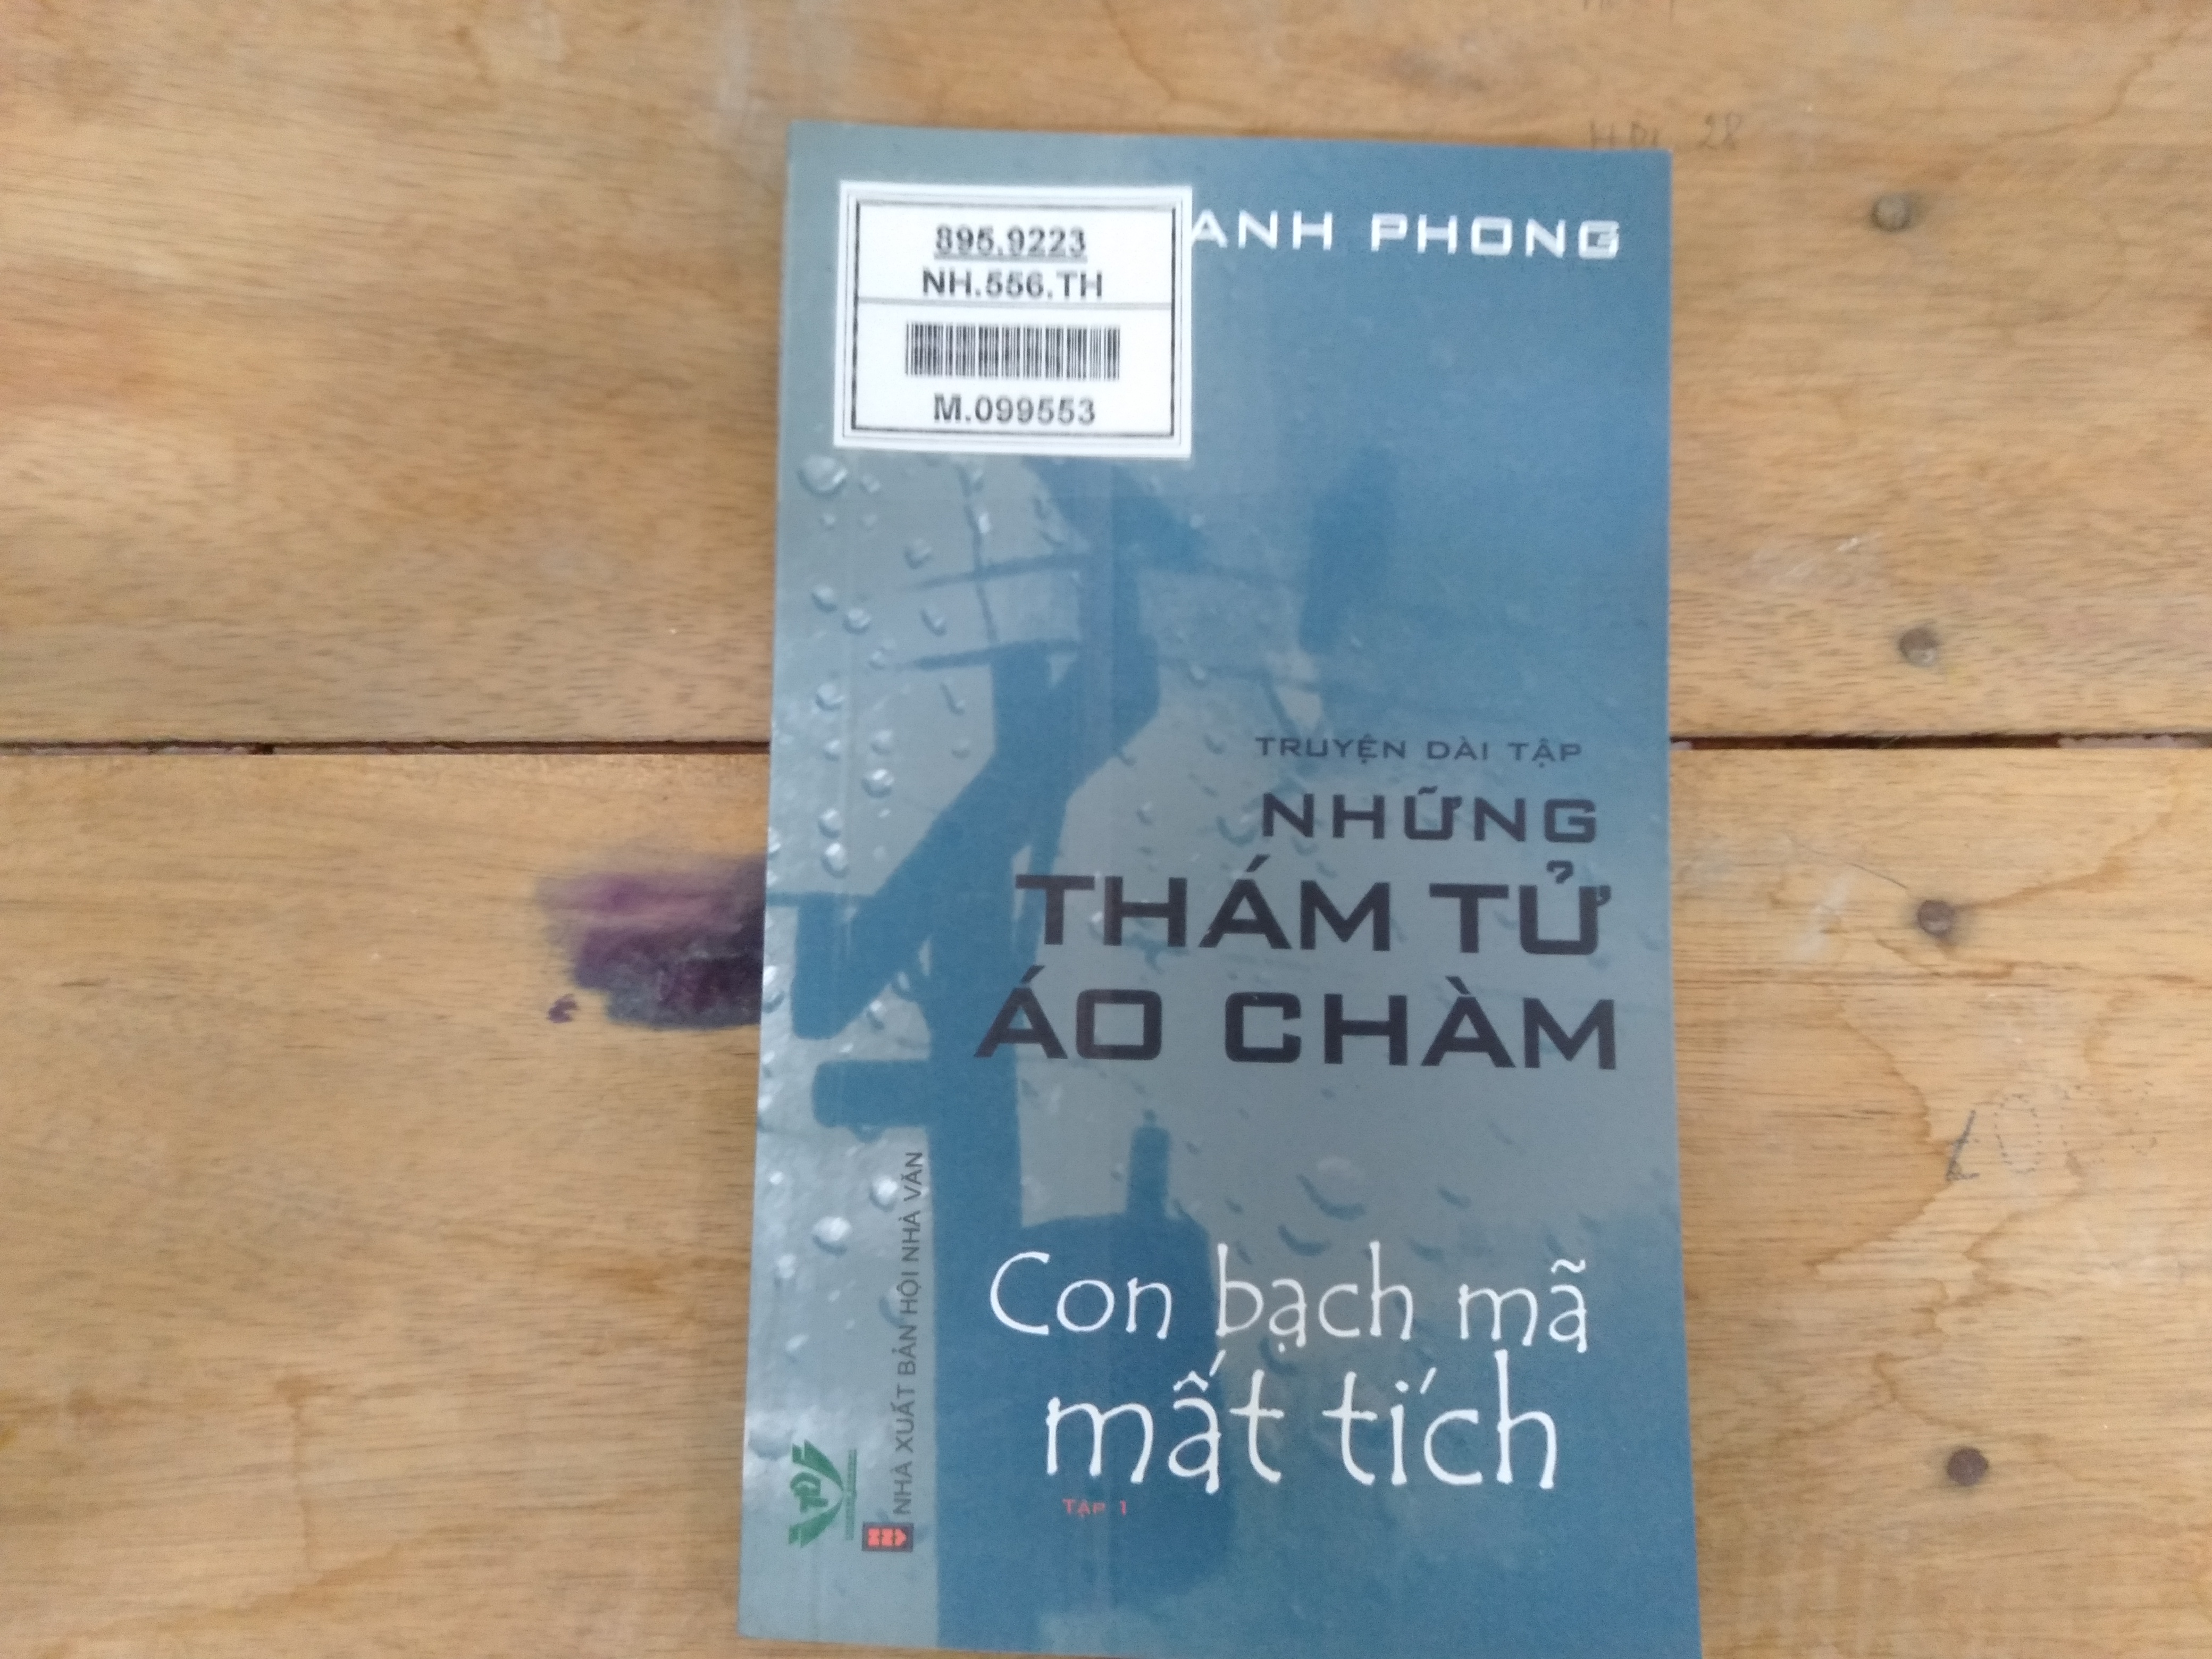 895.9223
NH.556.TH
M.099553
ANH PHONG
TRUYỆN DÀI TẬP
NHỮNG
THÁM TỬ
ÁO CHÀM
Con bạch mã
mất tích
TẬP 1
NHÀ XUẤT BẢN HỘI NHÀ VĂN